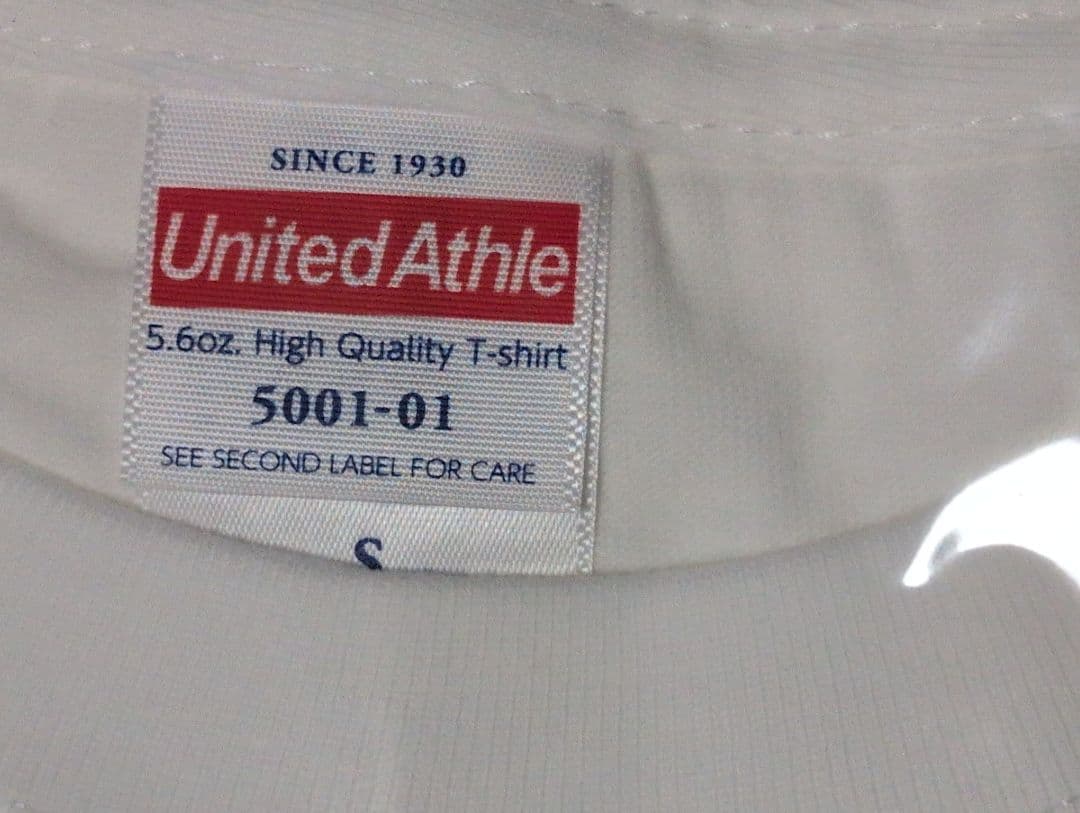 SINCE 1930
United Athle
5.6oz. High Quality T-shirt
5001-01
SEE SECOND LABEL FOR CARE
S